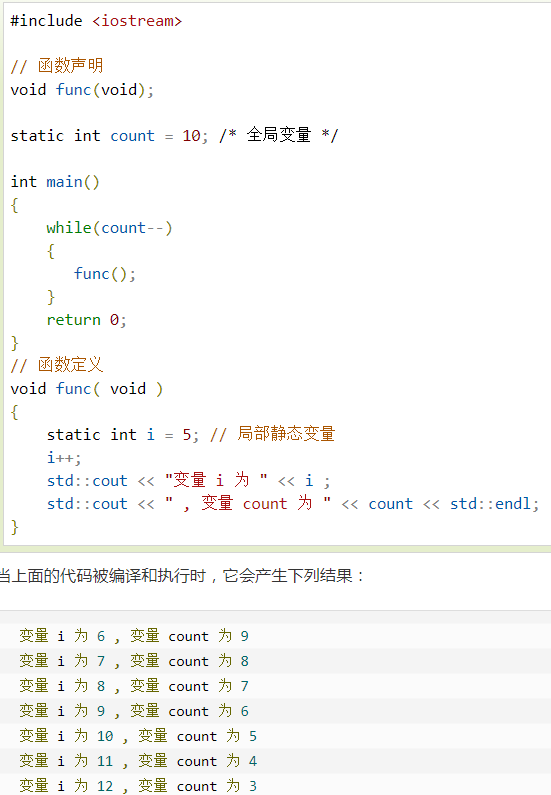 #include <iostream>
// 函数声明
void func(void);
static int count = 10; /* 全局变量 */
int main()
{
while(count--)
{
func();
}
return 0;
}
// 函数定义
void func( void )
{
static int i = 5; // 局部静态变量
i++;
std::cout << "变量 i 为 " << i ;
std::cout << " , 变量 count 为 " << count << std::endl;
}
当上面的代码被编译和执行时，它会产生下列结果：
变量 i 为 6 , 变量 count 为 9
变量 i 为 7 , 变量 count 为 8
变量 i 为 8 , 变量 count 为 7
变量 i 为 9 , 变量 count 为 6
变量 i 为 10 , 变量 count 为 5
变量 i 为 11 , 变量 count 为 4
变量 i 为 12 , 变量 count 为 3